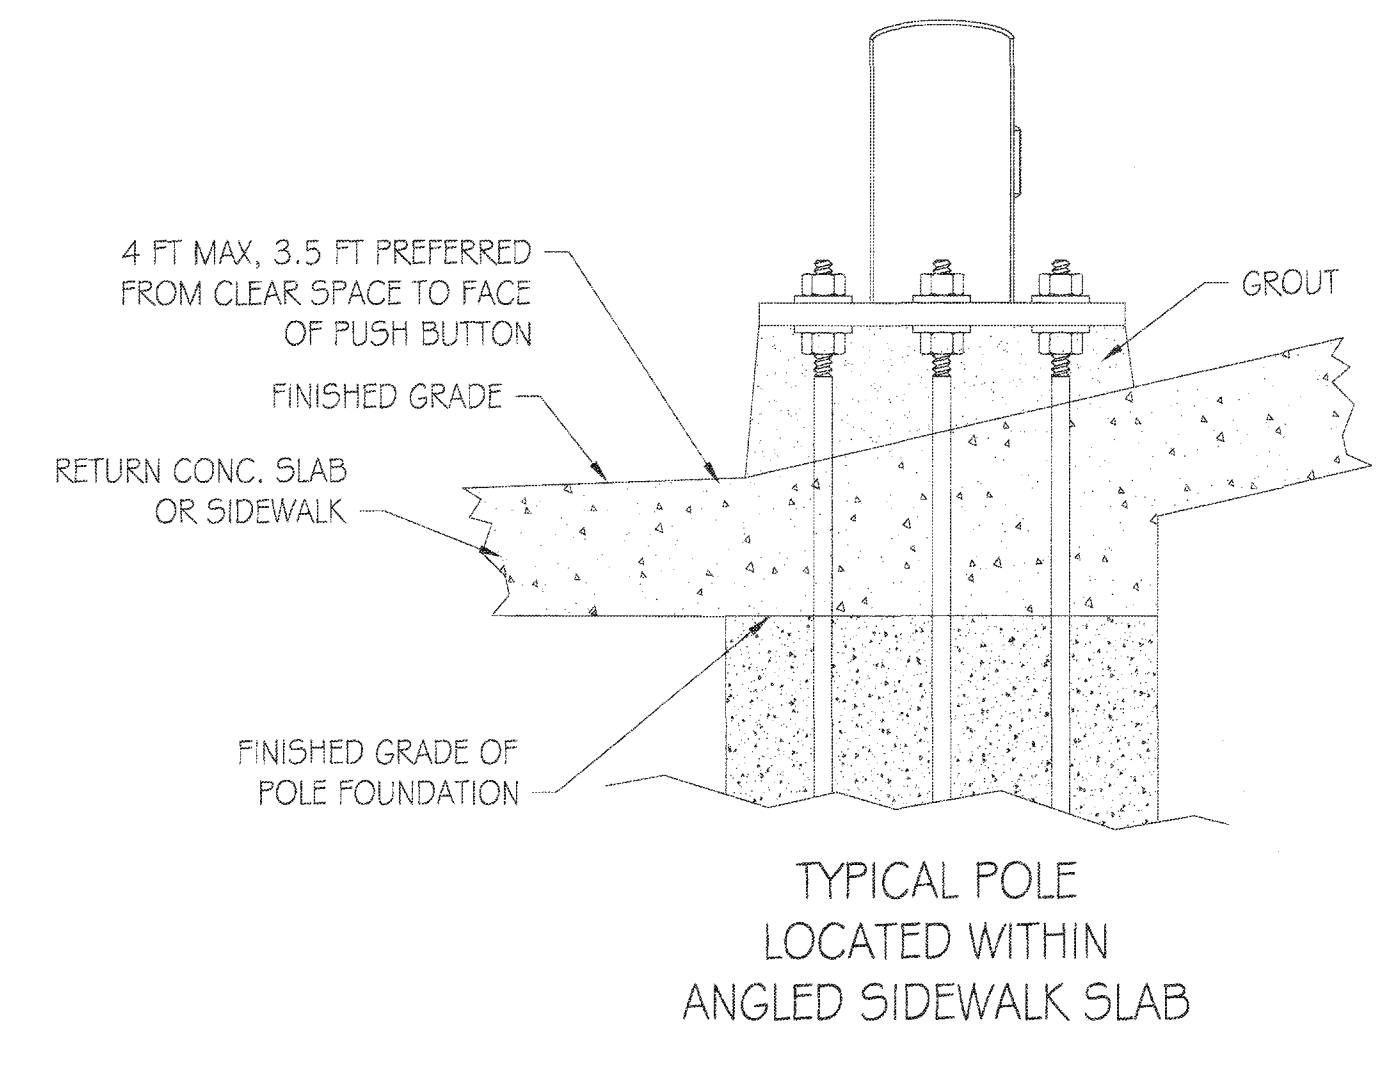 4 FT MAX, 3.5 FT PREFERRED
FROM CLEAR SPACE TO FACE
OF PUSH BUTTON
GROUT
FINISHED GRADE
RETURN CONC. SLAB
OR SIDEWALK
FINISHED GRADE OF
POLE FOUNDATION
TYPICAL POLE
LOCATED WITHIN
ANGLED SIDEWALK SLAB